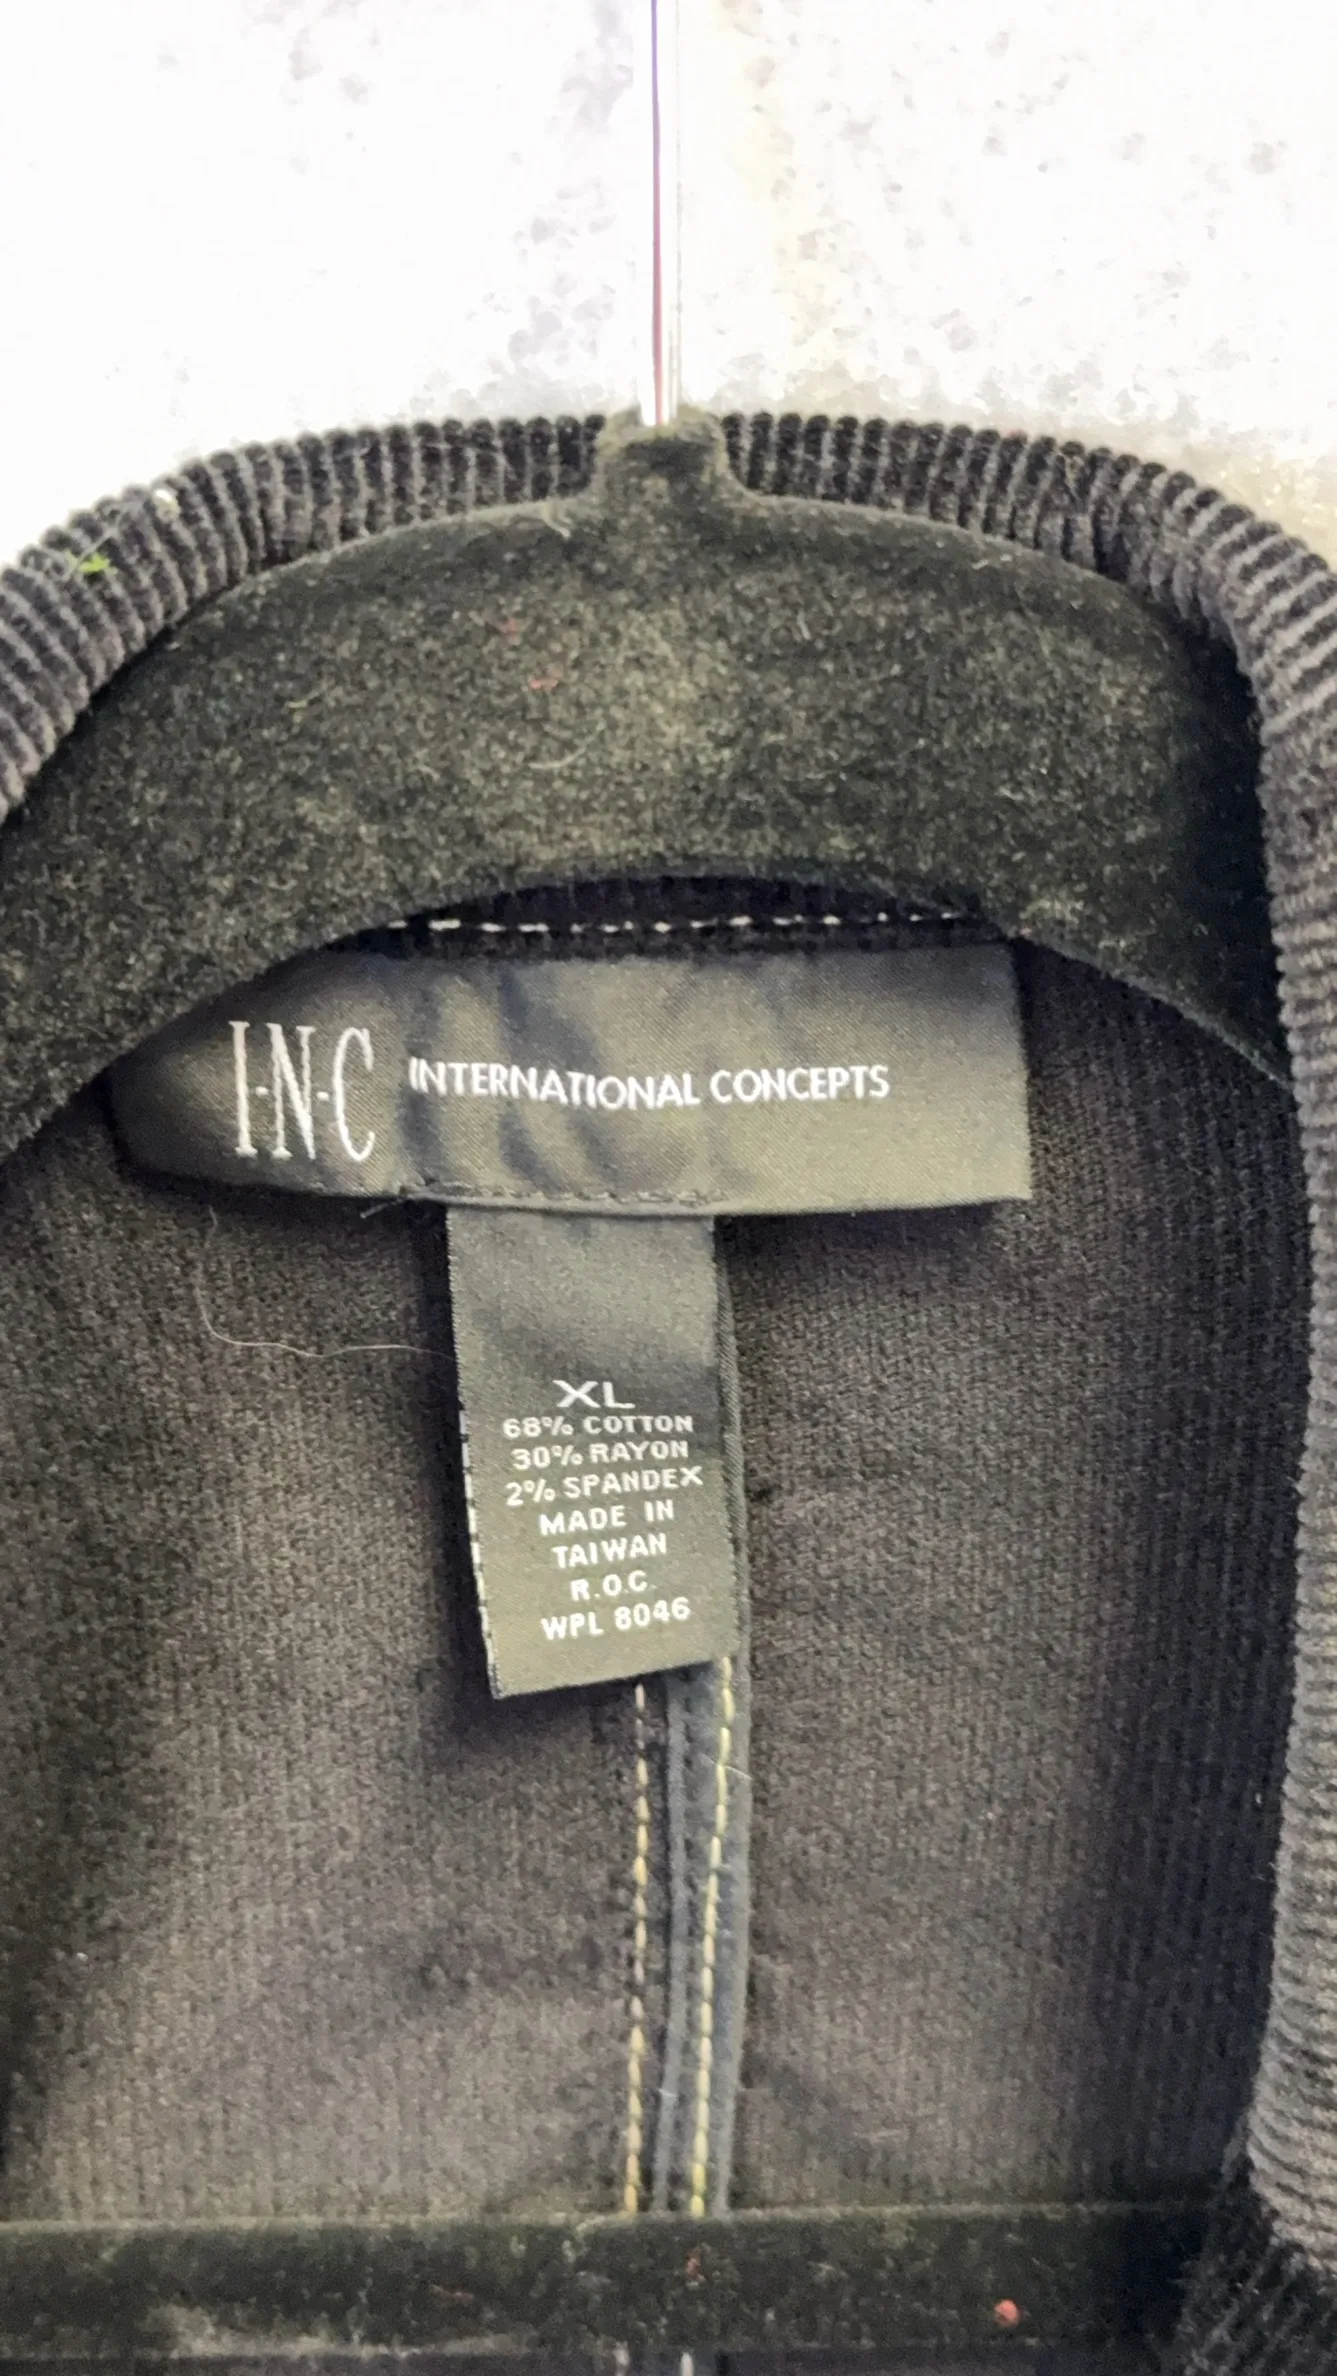 I·N·C INTERNATIONAL CONCEPTS
XL
68% COTTON
30% RAYON
2% SPANDEX
MADE IN
TAIWAN
R.O.C.
WPL 8046